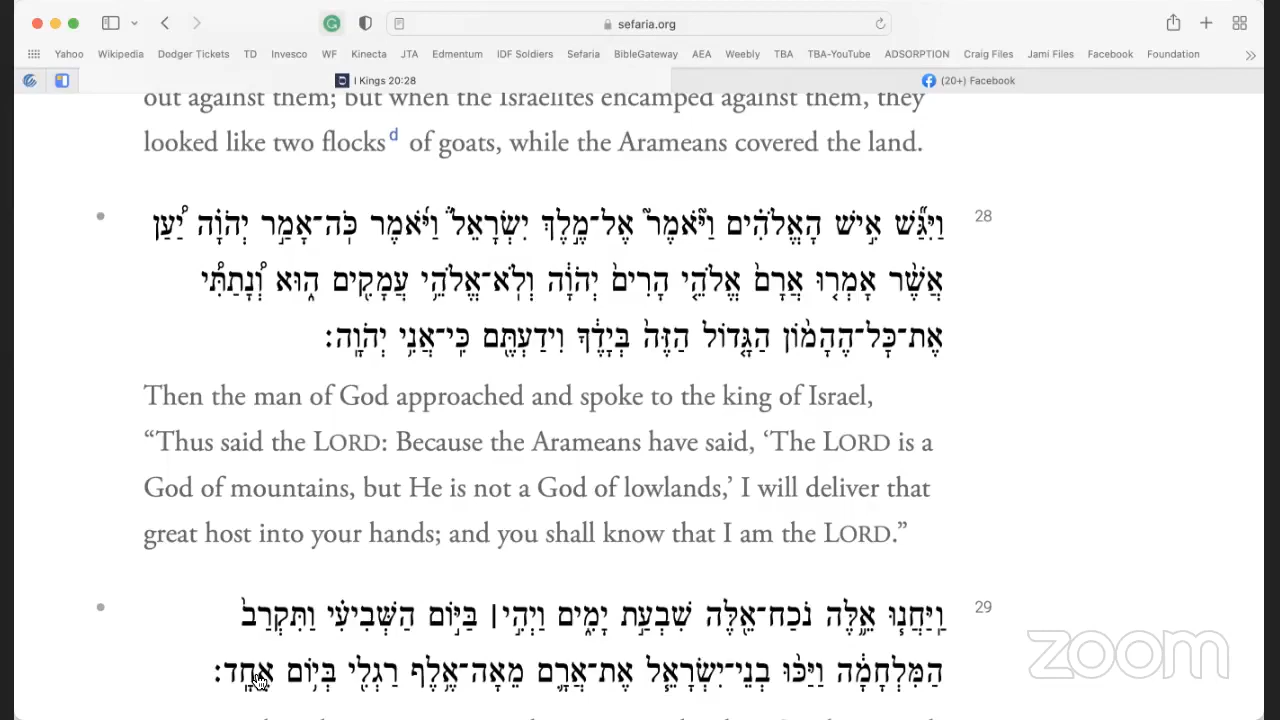 sefaria.org
Yahoo Wikipedia Dodger Tickets TD Invesco WF Kinecta JTA Edmentum IDF Soldiers Sefaria BibleGateway AEA Weebly TBA TBA-YouTube ADSORPTION Craig Files Jami Files Facebook Foundation
I Kings 20:28 (20+) Facebook
out against them; but when the Israelites encamped against them, they
looked like two flocks d of goats, while the Arameans covered the land.
28
וַיִּגַּ֞שׁ אִ֣ישׁ הָאֱלֹהִ֗ים וַיֹּ֘אמֶר֮ אֶל־מֶ֣לֶךְ יִשְׂרָאֵל֒ וַיֹּ֜אמֶר כֹּֽה־אָמַ֣ר יְהֹוָ֗ה יַ֠עַן
אֲשֶׁ֨ר אָמְר֤וּ אֲרָם֙ אֱלֹהֵ֤י הָרִים֙ יְהֹוָ֔ה וְלֹֽא־אֱלֹהֵ֥י עֲמָקִ֖ים ה֑וּא וְ֠נָתַתִּ֠י
אֶת־כׇּל־הֶהָמ֨וֹן הַגָּד֤וֹל הַזֶּה֙ בְּיָדֶ֔ךָ וִידַעְתֶּ֖ם כִּֽי־אֲנִ֥י יְהֹוָֽה׃
Then the man of God approached and spoke to the king of Israel,
“Thus said the LORD: Because the Arameans have said, ‘The LORD is a
God of mountains, but He is not a God of lowlands,’ I will deliver that
great host into your hands; and you shall know that I am the LORD.”
29
וַֽיַּחֲנ֧וּ אֵ֦לֶּה נֹֽכַח־אֵ֖לֶּה שִׁבְעַ֣ת יָמִ֑ים וַיְהִ֣י ׀ בַּיּ֣וֹם הַשְּׁבִיעִ֗י וַתִּקְרַב֙
הַמִּלְחָמָ֔ה וַיַּכּ֨וּ בְנֵֽי־יִשְׂרָאֵ֧ל אֶת־אֲרָ֛ם מֵאָה־אֶ֥לֶף רַגְלִ֖י בְּי֥וֹם אֶחָֽד׃
zoom